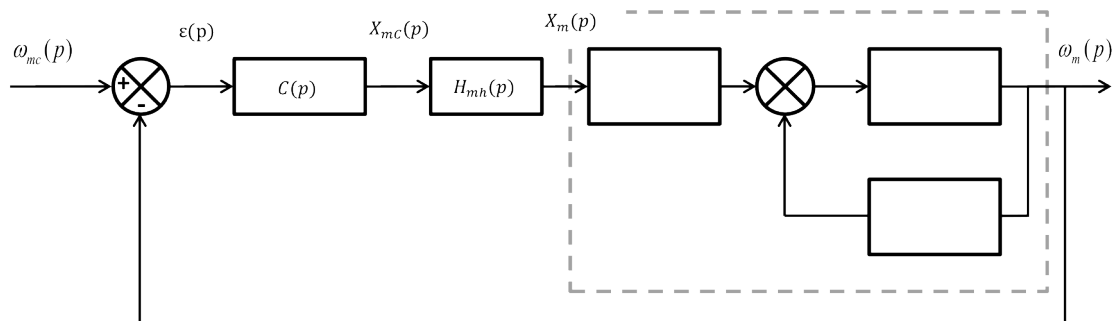 ω_mc(p)
ε(p)
X_mC(p)
X_m(p)
ω_m(p)
+
-
C(p)
H_mh(p)